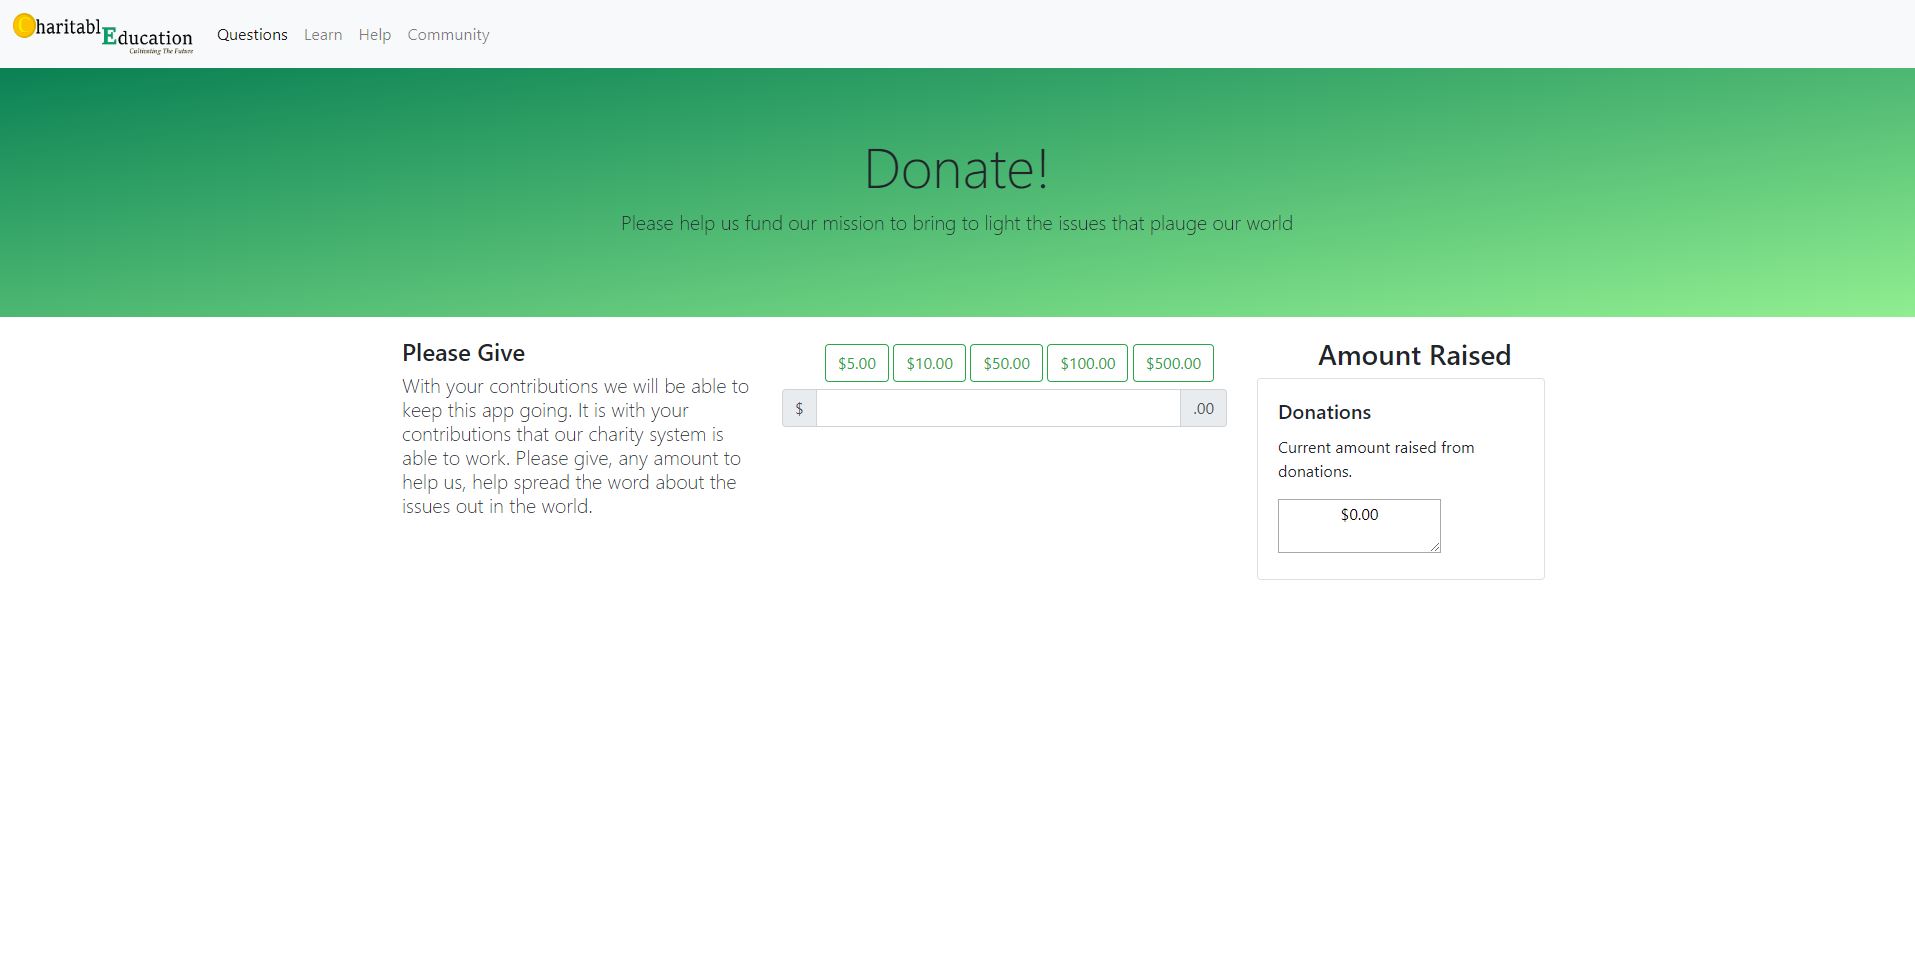 CharitablEducation
Cultivating The Future
Questions Learn Help Community
Donate!
Please help us fund our mission to bring to light the issues that plauge our world
Please Give
With your contributions we will be able to
keep this app going. It is with your
contributions that our charity system is
able to work. Please give, any amount to
help us, help spread the word about the
issues out in the world.
$5.00 $10.00 $50.00 $100.00 $500.00
$ .00
Amount Raised
Donations
Current amount raised from
donations.
$0.00